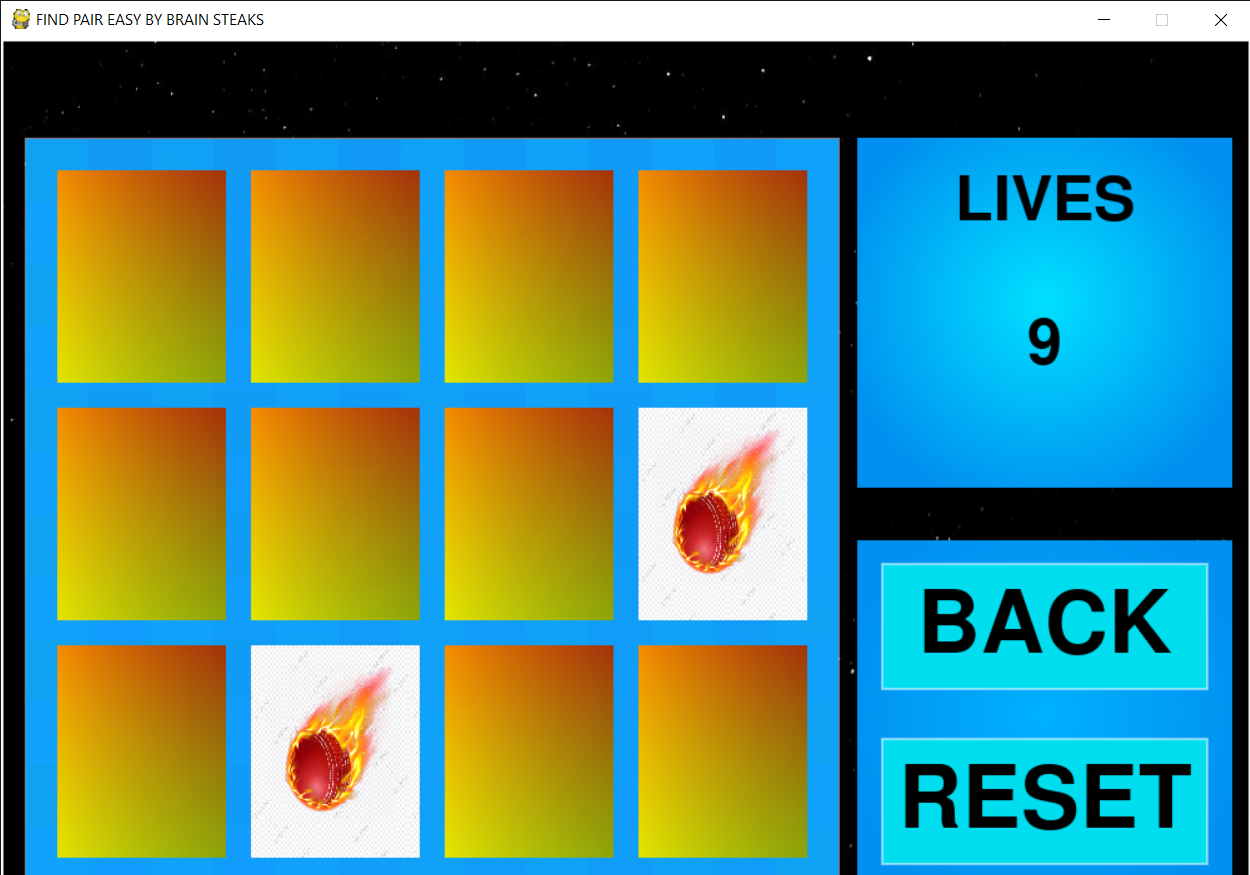 FIND PAIR EASY BY BRAIN STEAKS
LIVES
9
BACK
RESET